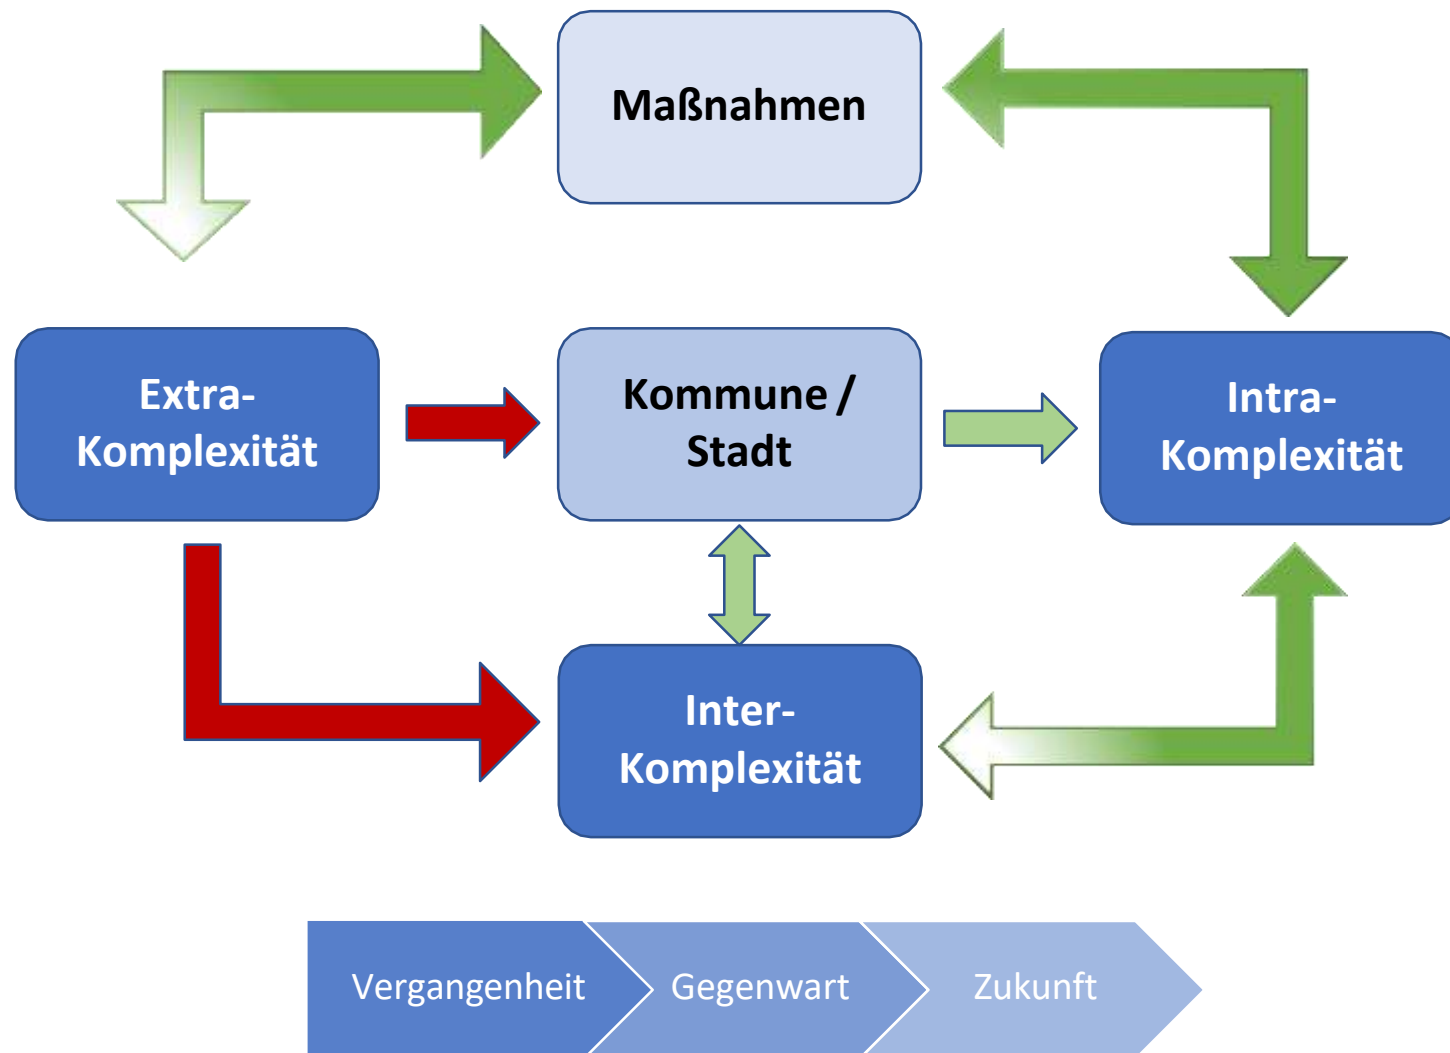 Maßnahmen
Extra-
Komplexität
Kommune /
Stadt
Intra-
Komplexität
Inter-
Komplexität
Vergangenheit
Gegenwart
Zukunft